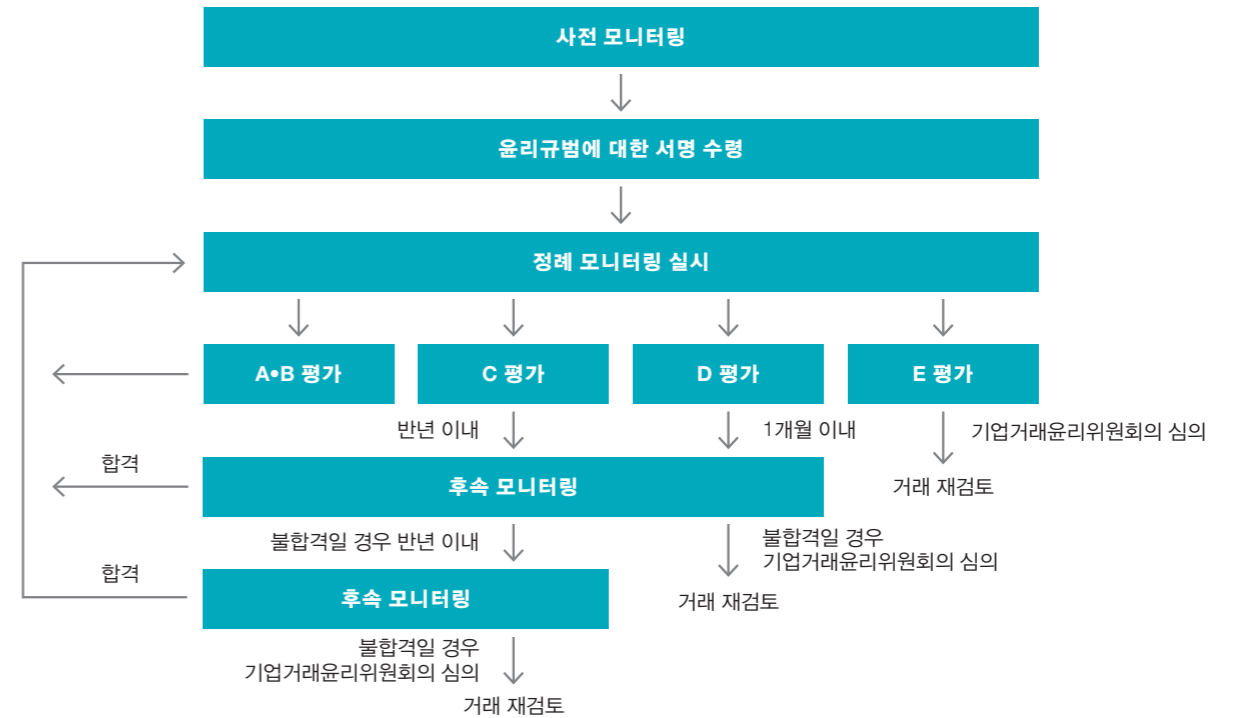 사전 모니터링
윤리규범에 대한 서명 수령
정례 모니터링 실시
A•B 평가
C 평가
D 평가
E 평가
반년 이내
1개월 이내
기업거래윤리위원회의 심의
합격
후속 모니터링
거래 재검토
불합격일 경우 반년 이내
불합격일 경우
기업거래윤리위원회의 심의
합격
후속 모니터링
거래 재검토
불합격일 경우
기업거래윤리위원회의 심의
거래 재검토